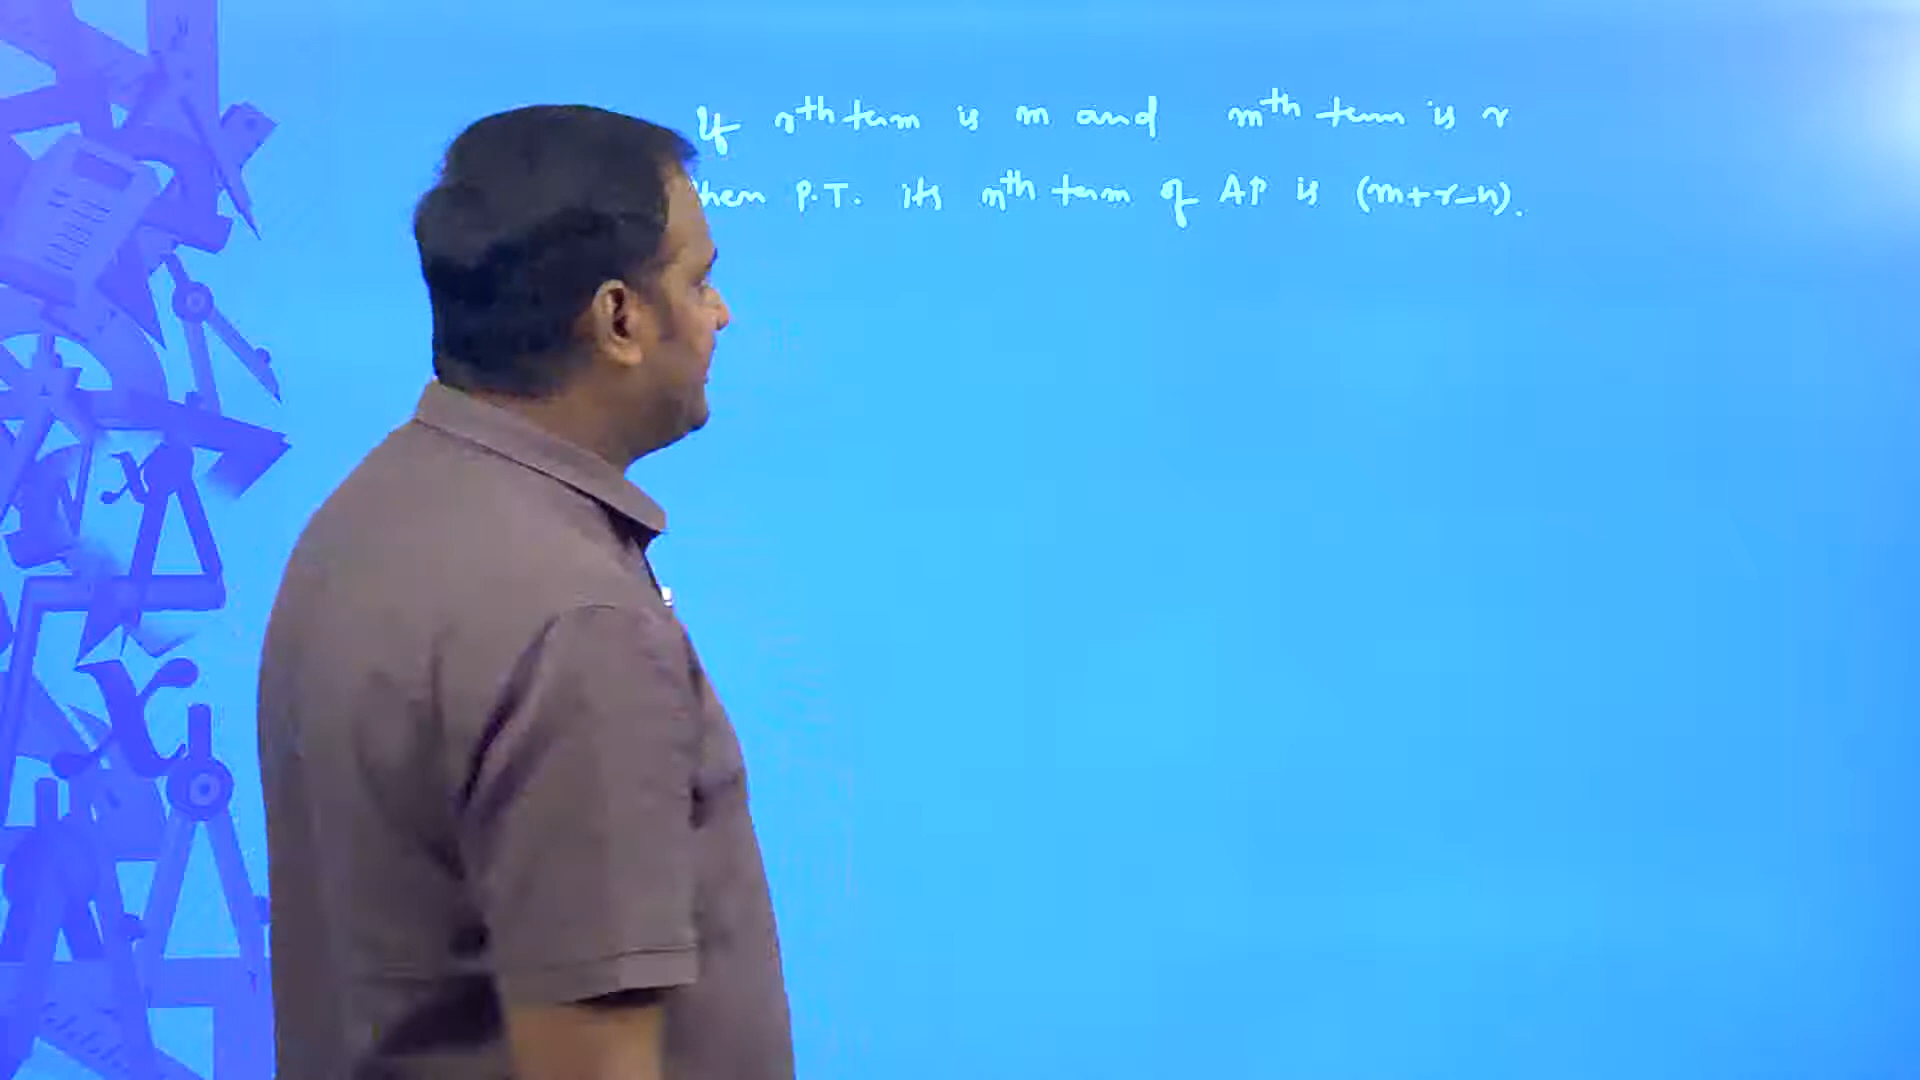 If rth term is m and mth term is r
then P.T. its nth term of AP is (m+r-n).